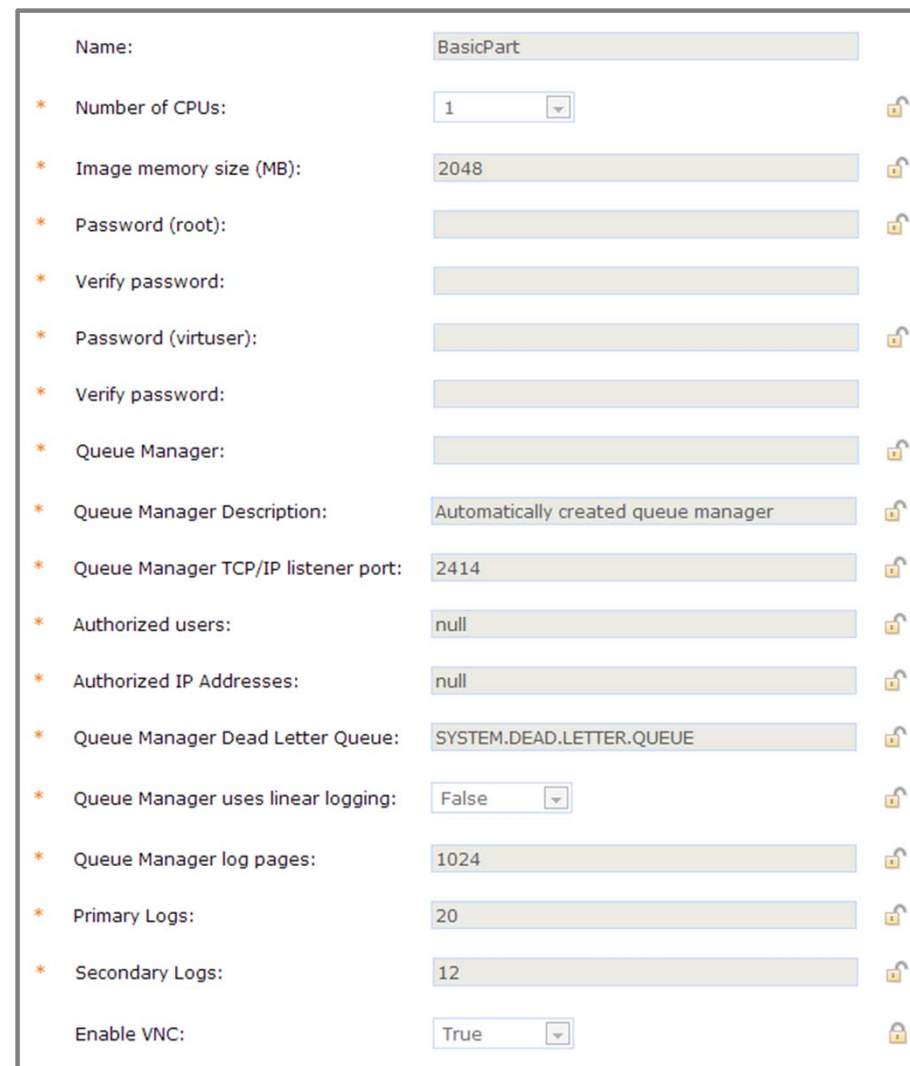 Name: BasicPart
* Number of CPUs: 1
* Image memory size (MB): 2048
* Password (root):
* Verify password:
* Password (virtuser):
* Verify password:
* Queue Manager:
* Queue Manager Description: Automatically created queue manager
* Queue Manager TCP/IP listener port: 2414
* Authorized users: null
* Authorized IP Addresses: null
* Queue Manager Dead Letter Queue: SYSTEM.DEAD.LETTER.QUEUE
* Queue Manager uses linear logging: False
* Queue Manager log pages: 1024
* Primary Logs: 20
* Secondary Logs: 12
Enable VNC: True